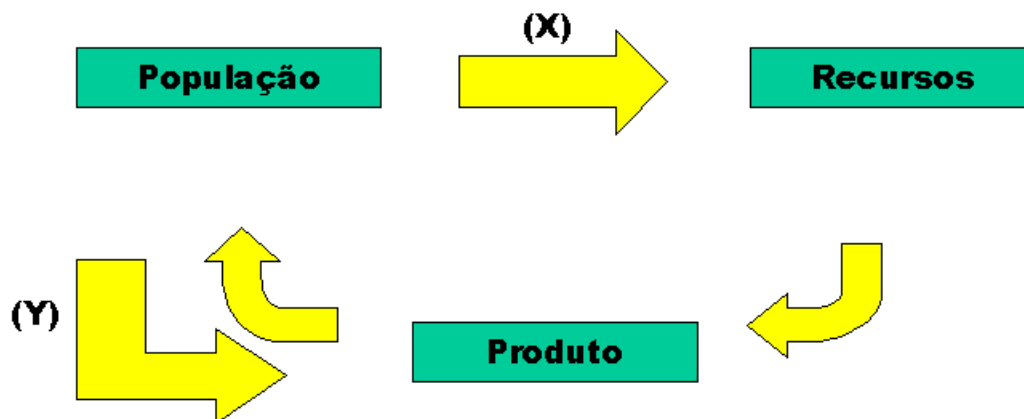 (X)
População
Recursos
(Y)
Produto